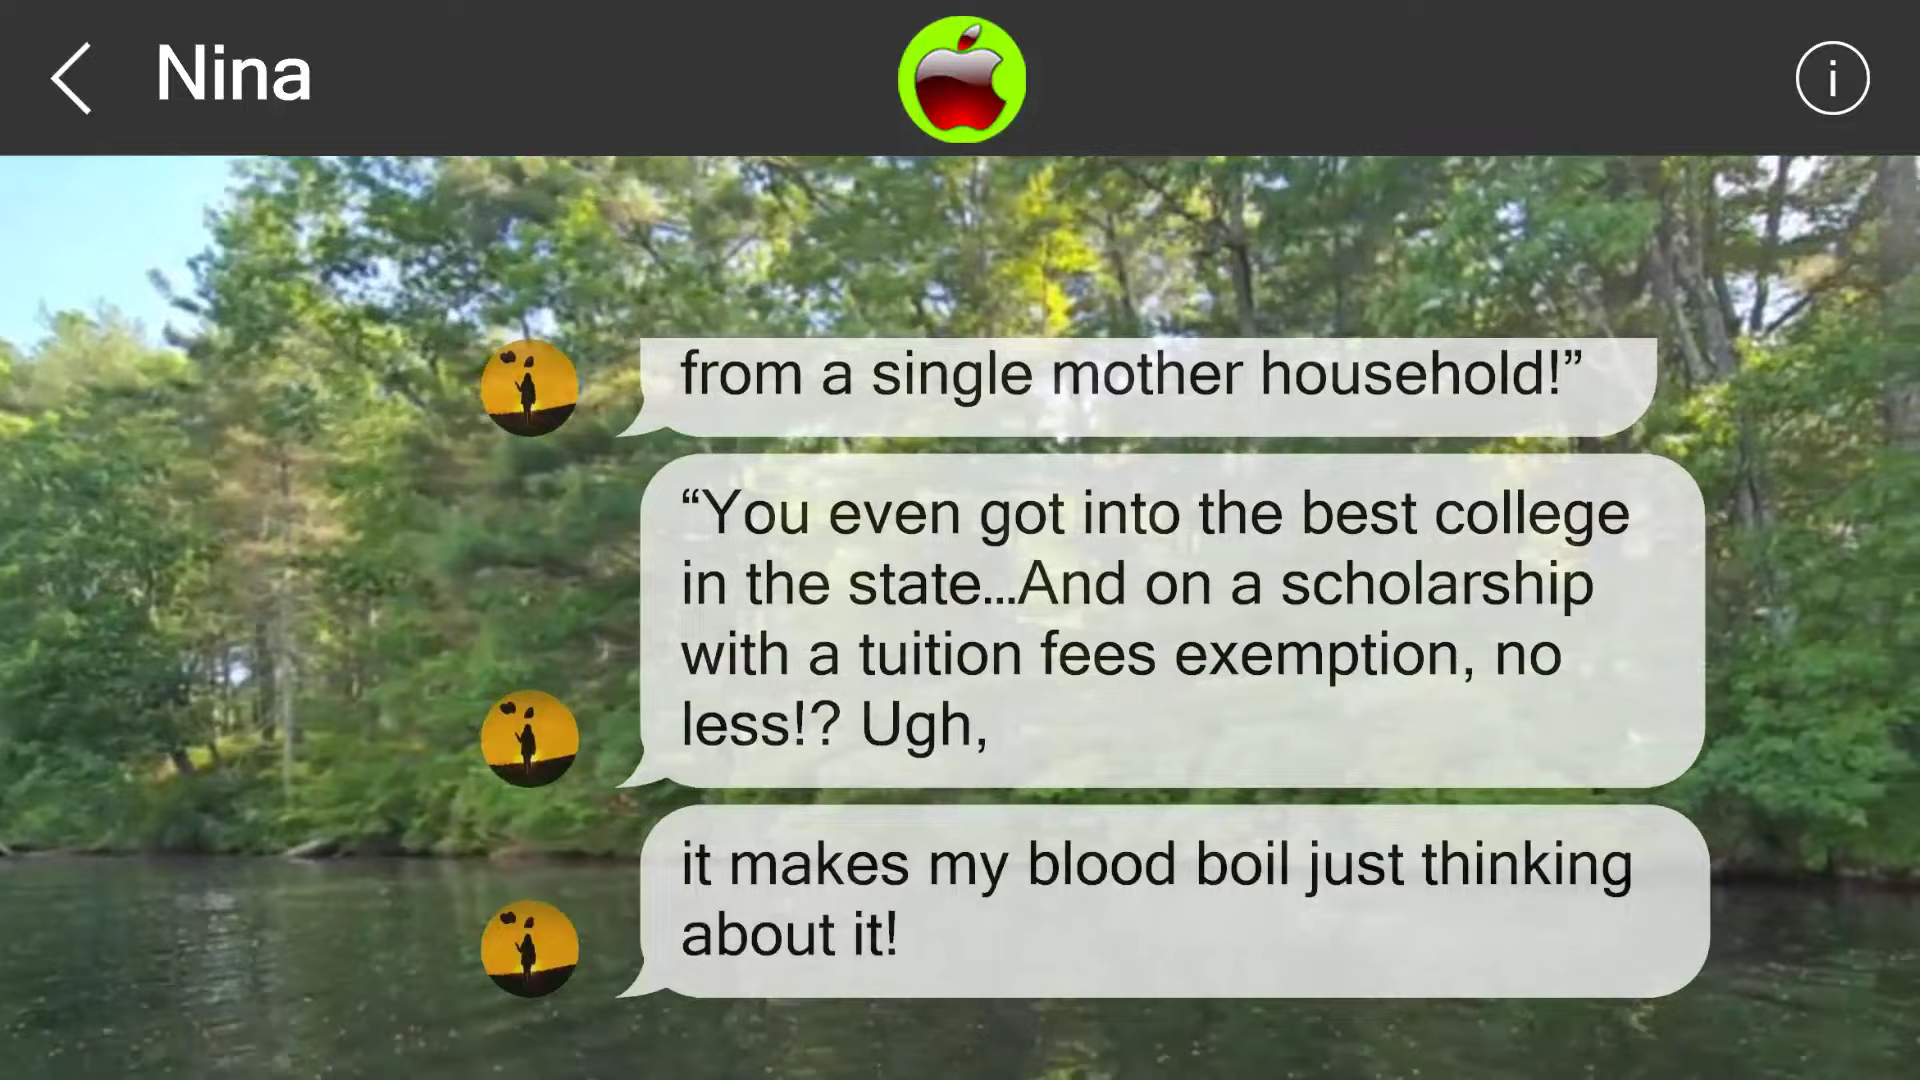 Nina
i
from a single mother household!”
“You even got into the best college
in the state...And on a scholarship
with a tuition fees exemption, no
less!? Ugh,
it makes my blood boil just thinking
about it!